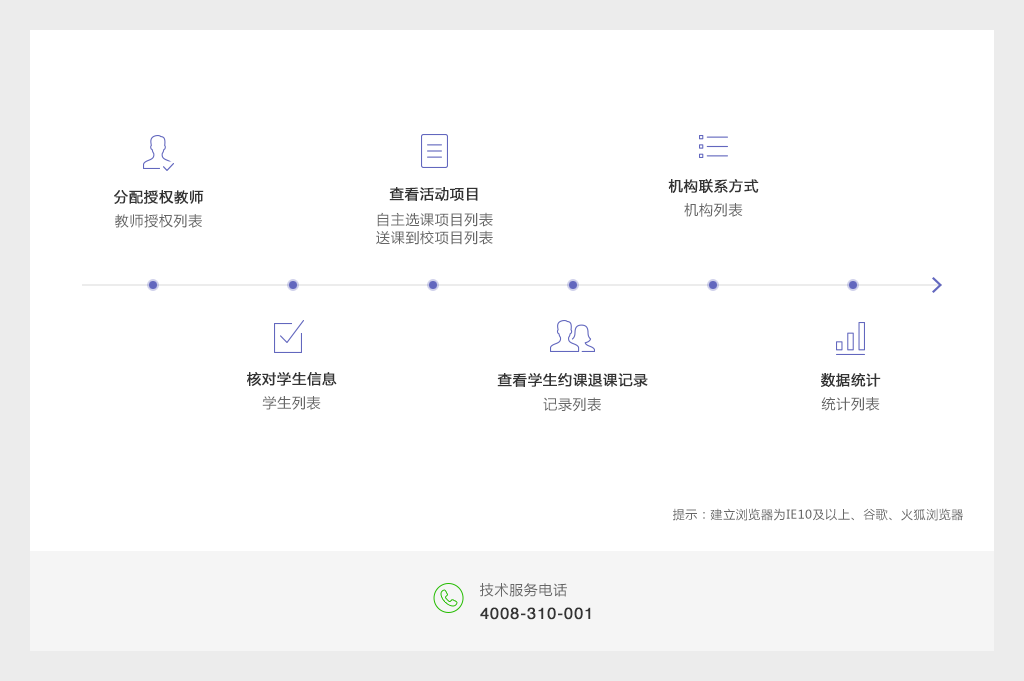 分配授权教师
教师授权列表
查看活动项目
自主选课项目列表
送课到校项目列表
机构联系方式
机构列表
核对学生信息
学生列表
查看学生约课退课记录
记录列表
数据统计
统计列表
提示：建立浏览器为IE10及以上、谷歌、火狐浏览器
技术服务电话
4008-310-001